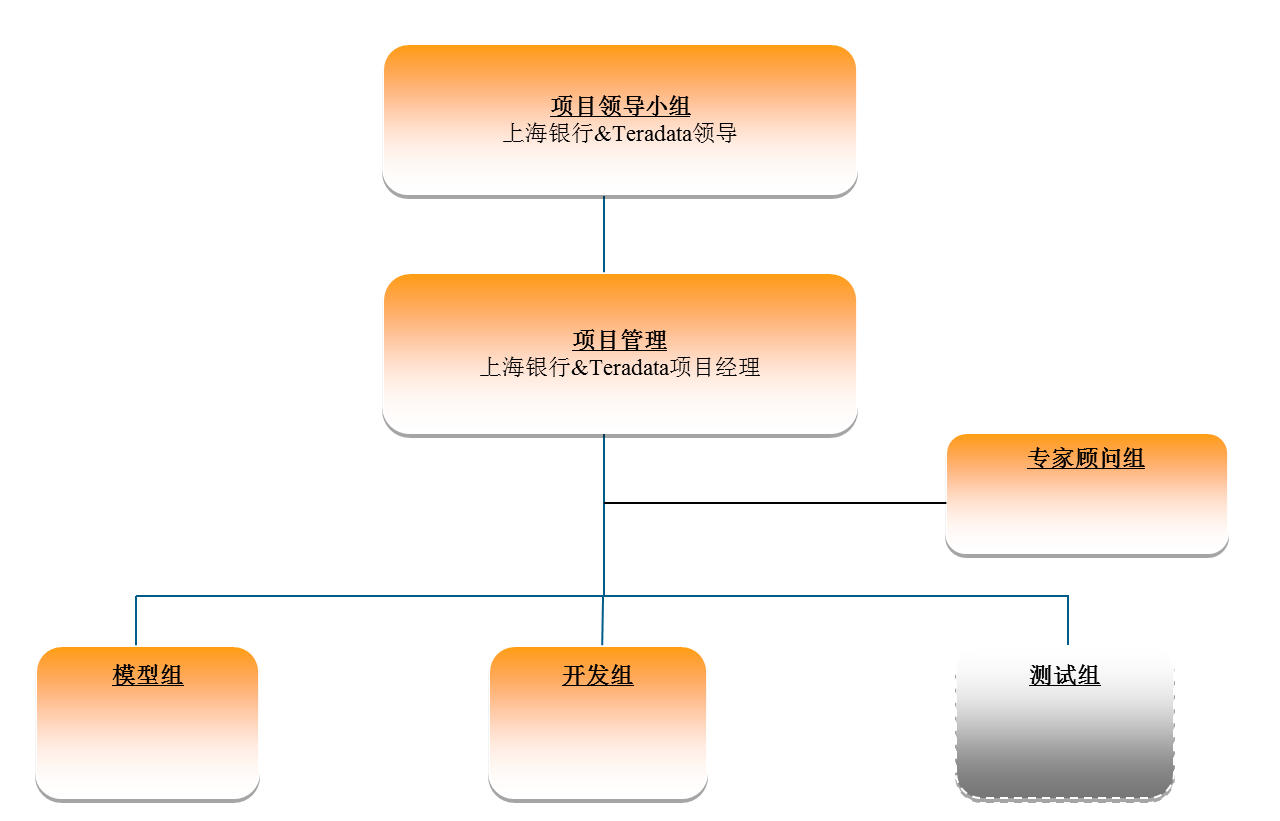 项目领导小组
上海银行&Teradata领导
项目管理
上海银行&Teradata项目经理
专家顾问组
模型组
开发组
测试组